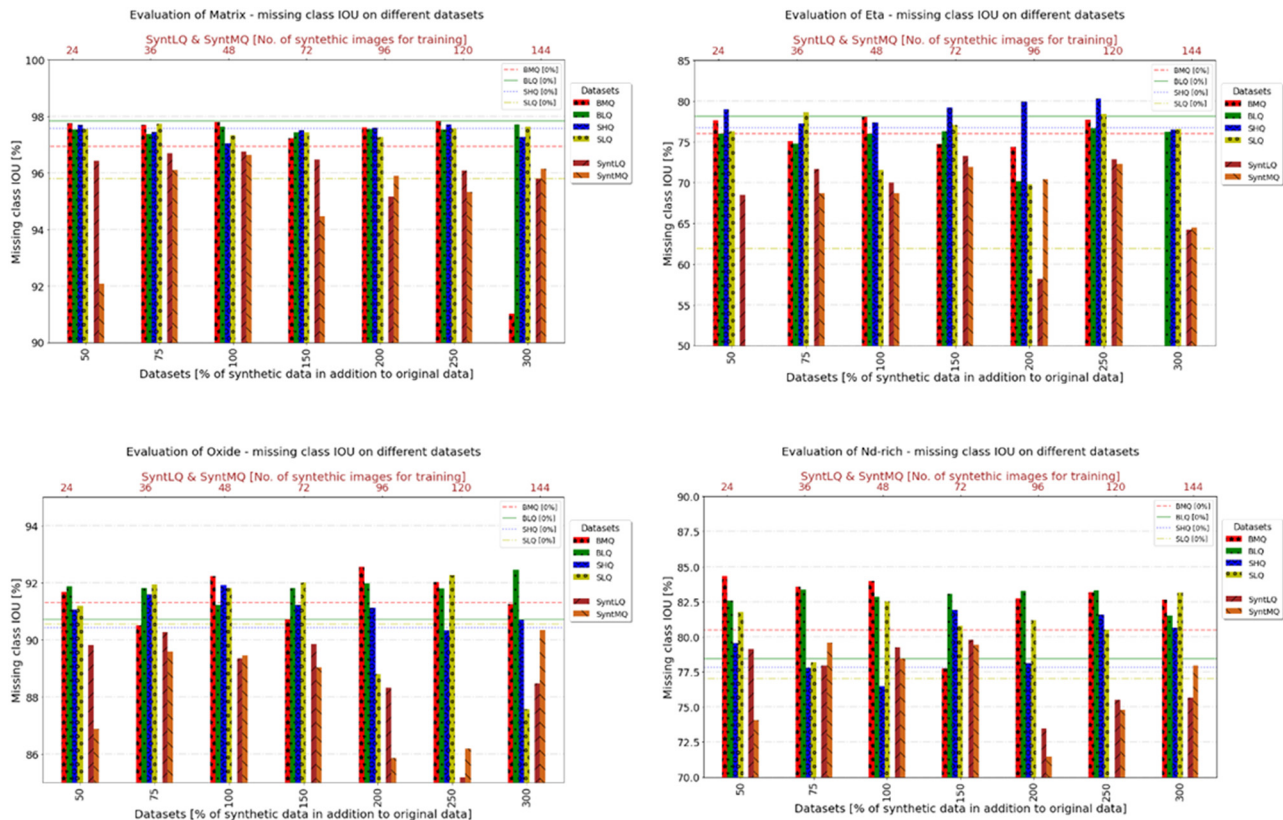 Evaluation of Matrix - missing class IOU on different datasets
SyntLQ & SyntMQ [No. of syntethic images for training]
24 36 48 72 96 120 144
100
98
96
94
92
90
Missing class IOU [%]
BMQ [0%]
BLQ [0%]
SHQ [0%]
SLQ [0%]
Datasets
BMQ
BLQ
SHQ
SLQ
SyntLQ
SyntMQ
50 75 100 150 200 250 300
Datasets [% of synthetic data in addition to original data]
Evaluation of Eta - missing class IOU on different datasets
SyntLQ & SyntMQ [No. of syntethic images for training]
24 36 48 72 96 120 144
85
80
75
70
65
60
55
50
Missing class IOU [%]
BMQ [0%]
BLQ [0%]
SHQ [0%]
SLQ [0%]
Datasets
BMQ
BLQ
SHQ
SLQ
SyntLQ
SyntMQ
50 75 100 150 200 250 300
Datasets [% of synthetic data in addition to original data]
Evaluation of Oxide - missing class IOU on different datasets
SyntLQ & SyntMQ [No. of syntethic images for training]
24 36 48 72 96 120 144
94
92
90
88
86
Missing class IOU [%]
BMQ [0%]
BLQ [0%]
SHQ [0%]
SLQ [0%]
Datasets
BMQ
BLQ
SHQ
SLQ
SyntLQ
SyntMQ
50 75 100 150 200 250 300
Datasets [% of synthetic data in addition to original data]
Evaluation of Nd-rich - missing class IOU on different datasets
SyntLQ & SyntMQ [No. of syntethic images for training]
24 36 48 72 96 120 144
90.0
87.5
85.0
82.5
80.0
77.5
75.0
72.5
70.0
Missing class IOU [%]
BMQ [0%]
BLQ [0%]
SHQ [0%]
SLQ [0%]
Datasets
BMQ
BLQ
SHQ
SLQ
SyntLQ
SyntMQ
50 75 100 150 200 250 300
Datasets [% of synthetic data in addition to original data]